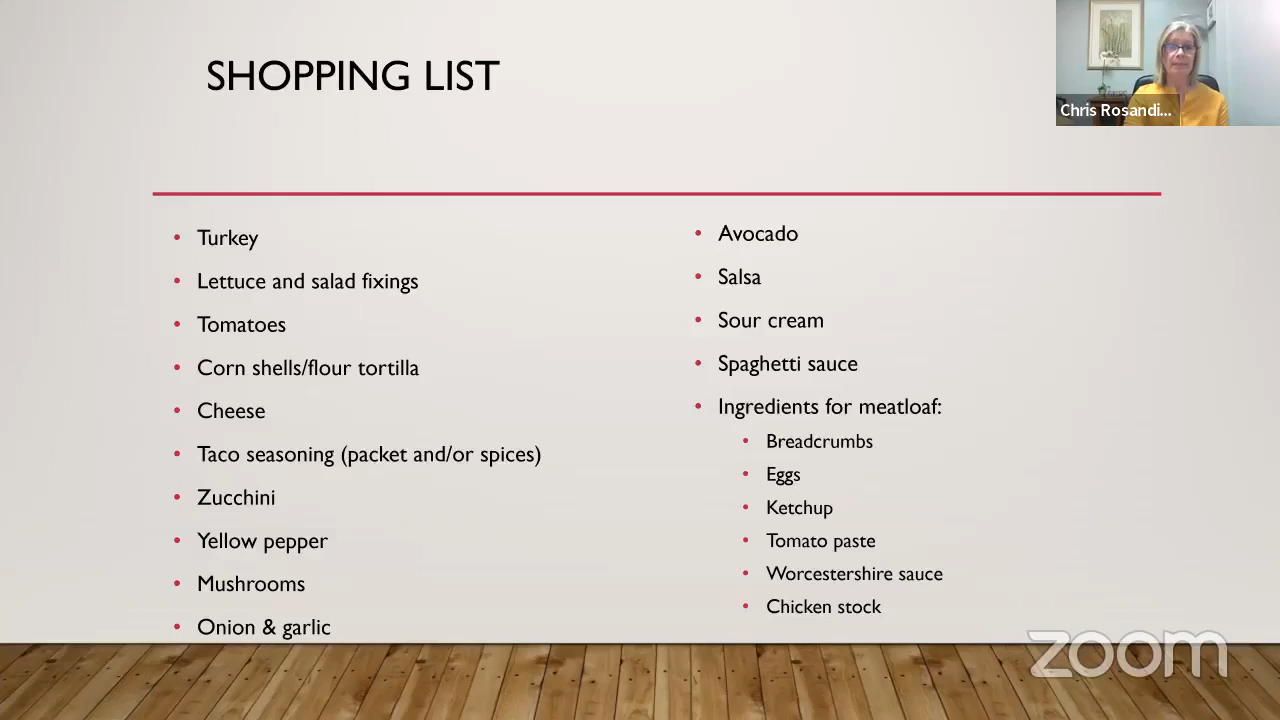 SHOPPING LIST
Chris Rosandi...
Turkey
Lettuce and salad fixings
Tomatoes
Corn shells/flour tortilla
Cheese
Taco seasoning (packet and/or spices)
Zucchini
Yellow pepper
Mushrooms
Onion & garlic
Avocado
Salsa
Sour cream
Spaghetti sauce
Ingredients for meatloaf:
Breadcrumbs
Eggs
Ketchup
Tomato paste
Worcestershire sauce
Chicken stock
zoom